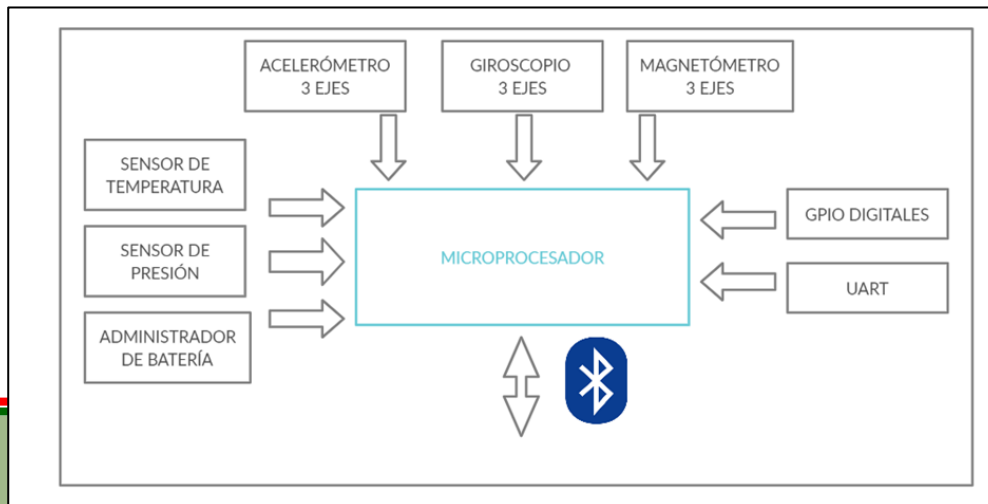 ACELERÓMETRO
3 EJES
GIROSCOPIO
3 EJES
MAGNETÓMETRO
3 EJES
SENSOR DE
TEMPERATURA
SENSOR DE
PRESIÓN
ADMINISTRADOR
DE BATERÍA
MICROPROCESADOR
GPIO DIGITALES
UART